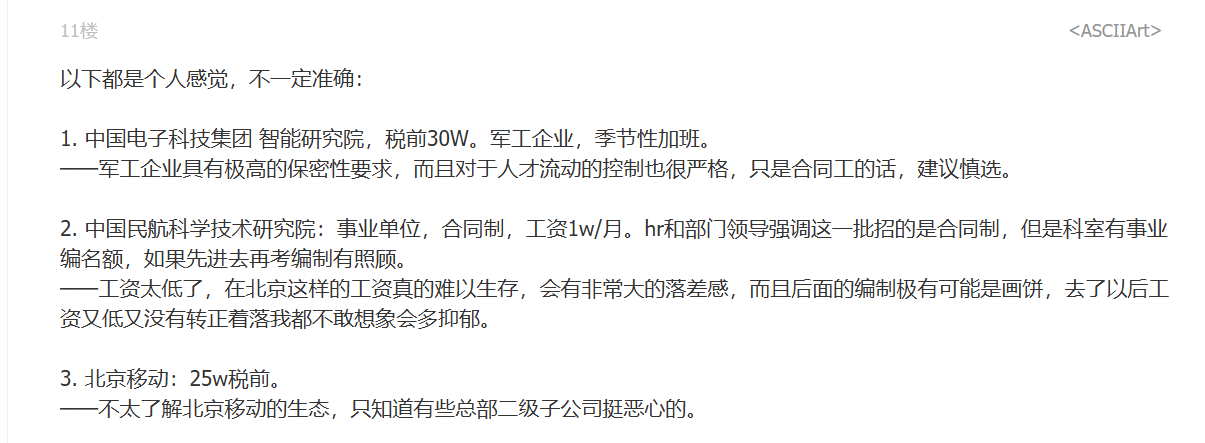 11楼
<ASCIIArt>
以下都是个人感觉，不一定准确：
1. 中国电子科技集团 智能研究院，税前30W。军工企业，季节性加班。
——军工企业具有极高的保密性要求，而且对于人才流动的控制也很严格，只是合同工的话，建议慎选。
2. 中国民航科学技术研究院：事业单位，合同制，工资1w/月。hr和部门领导强调这一批招的是合同制，但是科室有事业
编名额，如果先进去再考编制有照顾。
——工资太低了，在北京这样的工资真的难以生存，会有非常大的落差感，而且后面的编制极有可能是画饼，去了以后工
资又低又没有转正着落我都不敢想象会多抑郁。
3. 北京移动：25w税前。
——不太了解北京移动的生态，只知道有些总部二级子公司挺恶心的。